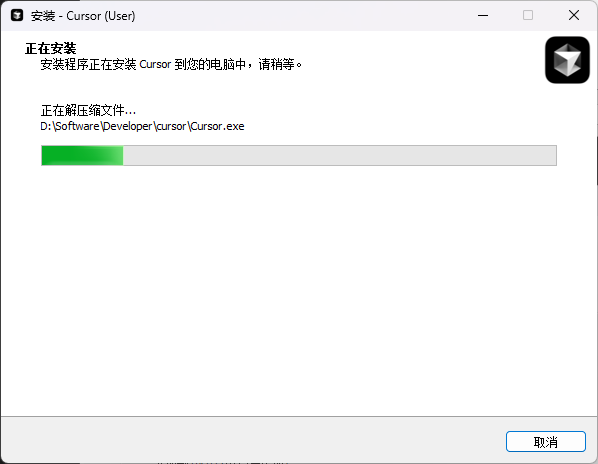 安装 - Cursor (User)
正在安装
安装程序正在安装 Cursor 到您的电脑中，请稍等。
正在解压缩文件...
D:\Software\Developer\cursor\Cursor.exe
取消